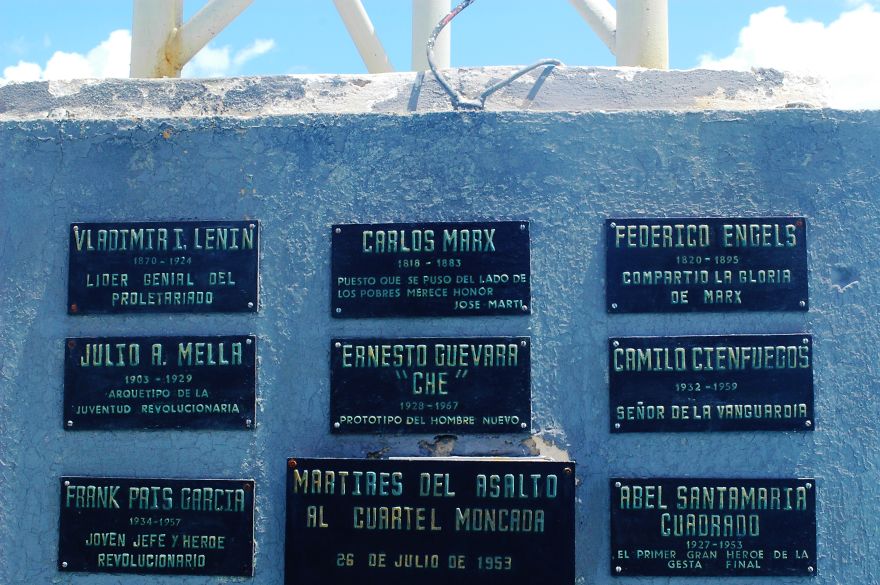 VLADIMIR I. LENIN
1870 - 1924
LIDER GENIAL DEL
PROLETARIADO
CARLOS MARX
1818 - 1883
PUESTO QUE SE PUSO DEL LADO DE
LOS POBRES MERECE HONOR
JOSE MARTI
FEDERICO ENGELS
1820 - 1895
COMPARTIO LA GLORIA
DE MARX
JULIO A. MELLA
1903 - 1929
ARQUETIPO DE LA
JUVENTUD REVOLUCIONARIA
ERNESTO GUEVARA
"CHE"
1928 - 1967
PROTOTIPO DEL HOMBRE NUEVO
CAMILO CIENFUEGOS
1932 - 1959
SEÑOR DE LA VANGUARDIA
FRANK PAIS GARCIA
1934-1957
JOVEN JEFE Y HEROE
REVOLUCIONARIO
MARTIRES DEL ASALTO
AL CUARTEL MONCADA
26 DE JULIO DE 1953
ABEL SANTAMARIA
CUADRADO
1927 - 1953
EL PRIMER GRAN HEROE DE LA
GESTA FINAL